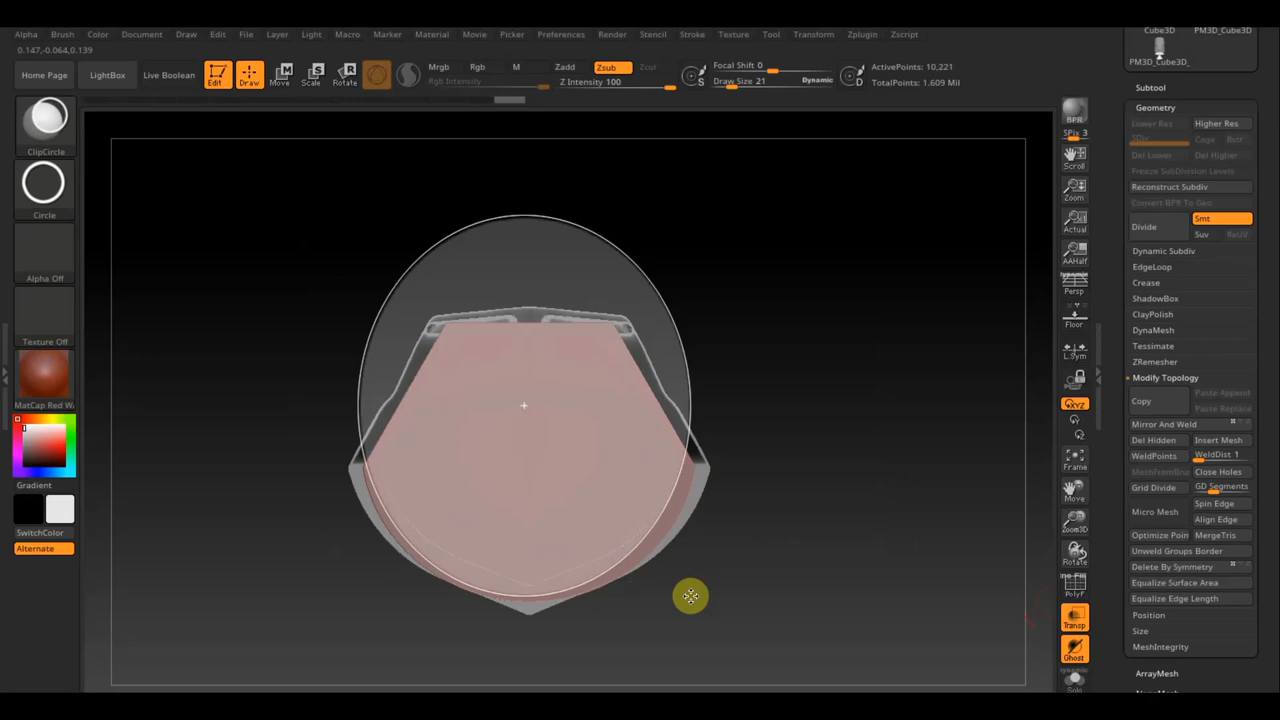 Cube3D PM3D_Cube3D
Alpha Brush Color Document Draw Edit File Layer Light Macro Marker Material Movie Picker Preferences Render Stencil Stroke Texture Tool Transform Zplugin Zscript
0.147,-0.064,0.139
PM3D_Cube3D_
Home Page LightBox Live Boolean Edit Draw Move Scale Rotate
Mrgb Rgb M Zadd Zsub Zcut Focal Shift 0 ActivePoints: 10,221
Rgb Intensity Z Intensity 100 Draw Size 21 Dynamic TotalPoints: 1.609 Mil
S
D
Subtool
Geometry
Lower Res Higher Res
SDiv Cage Rstr
Del Lower Del Higher
Freeze SubDivision Levels
Reconstruct Subdiv
Convert BPR To Geo
Divide Smt
Suv ReUV
Dynamic Subdiv
EdgeLoop
Crease
ShadowBox
ClayPolish
DynaMesh
Tessimate
ZRemesher
Modify Topology
Copy Paste Append
Paste Replace
Mirror And Weld
Del Hidden Insert Mesh
WeldPoints WeldDist 1
MeshFromBru Close Holes
Grid Divide GD Segments
Micro Mesh Spin Edge
Align Edge
Optimize Poin MergeTris
Unweld Groups Border
Delete By Symmetry
Equalize Surface Area
Equalize Edge Length
Position
Size
MeshIntegrity
ArrayMesh
ClipCircle
Circle
Alpha Off
Texture Off
MatCap Red W
Gradient
SwitchColor
Alternate
BPR
SPix 3
Scroll
Zoom
Actual
AAHalf
Dynamic
Persp
Floor
L.Sym
XYZ
Y
Z
Frame
Move
Zoom3D
Rotate
PolyF
Transp
Ghost
Dynamic
Solo